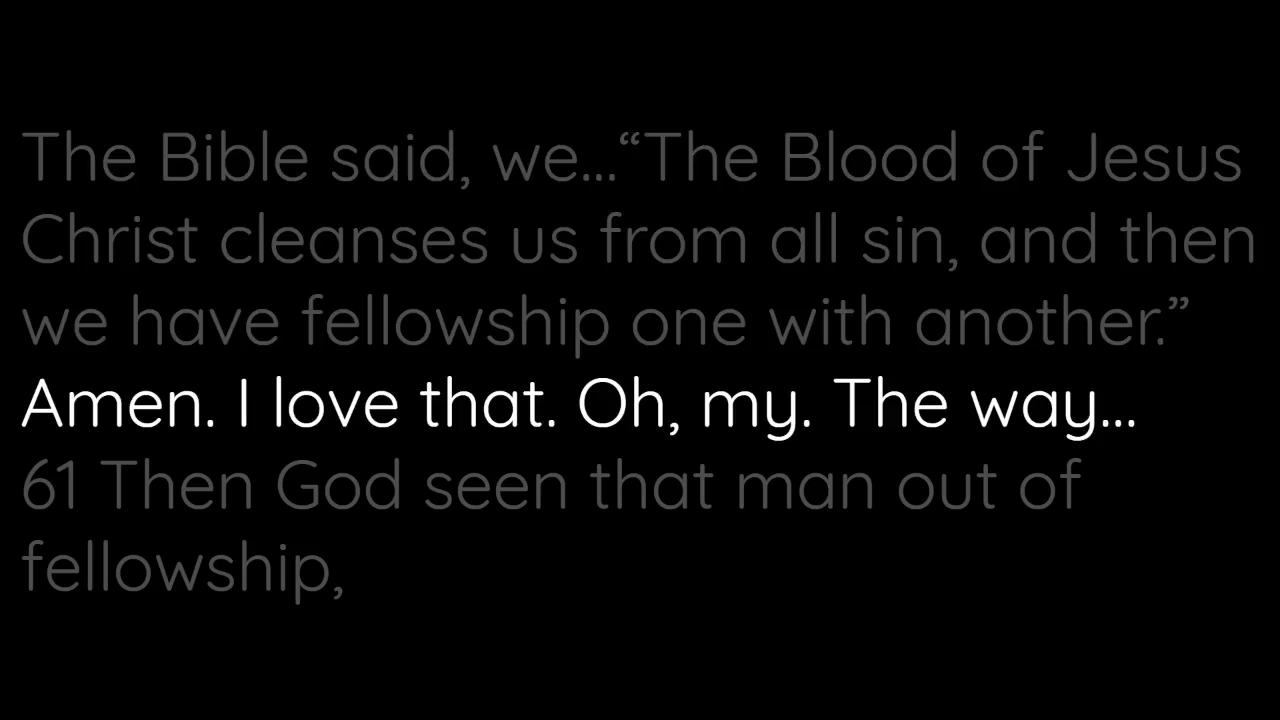 The Bible said, we...“The Blood of Jesus
Christ cleanses us from all sin, and then
we have fellowship one with another.”
Amen. I love that. Oh, my. The way...
61 Then God seen that man out of
fellowship,